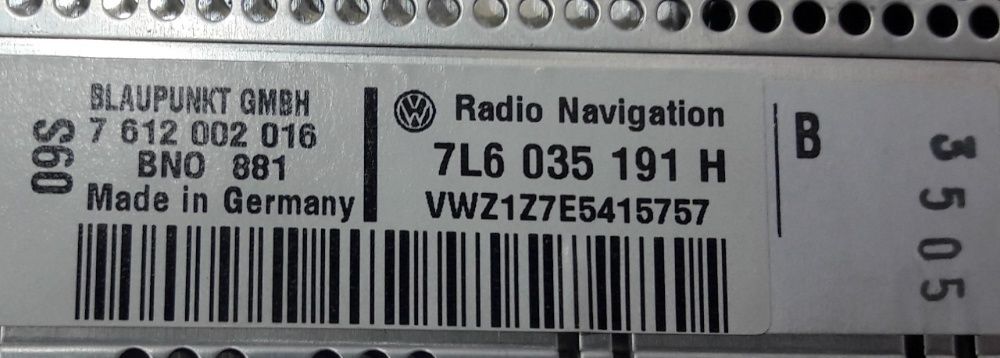 S60
BLAUPUNKT GMBH
7 612 002 016
BNO 881
Made in Germany
VW Radio Navigation
7L6 035 191 H
VWZ1Z7E5415757
B
3505